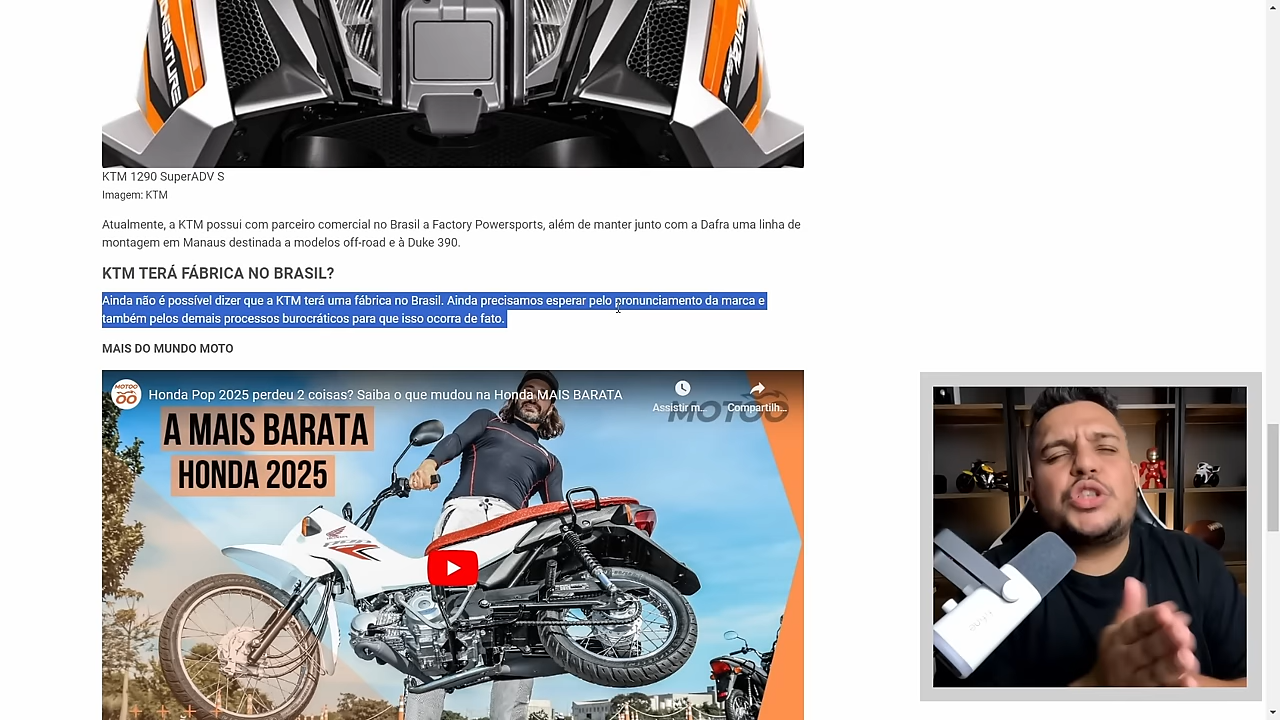 ADVENTURE
KTM 1290 SuperADV S
Imagem: KTM
Atualmente, a KTM possui com parceiro comercial no Brasil a Factory Powersports, além de manter junto com a Dafra uma linha de
montagem em Manaus destinada a modelos off-road e à Duke 390.
KTM TERÁ FÁBRICA NO BRASIL?
Ainda não é possível dizer que a KTM terá uma fábrica no Brasil. Ainda precisamos esperar pelo pronunciamento da marca e
também pelos demais processos burocráticos para que isso ocorra de fato.
MAIS DO MUNDO MOTO
MOTOO
Honda Pop 2025 perdeu 2 coisas? Saiba o que mudou na Honda MAIS BARATA
Assistir m...
Compartilh...
MOTOO
A MAIS BARATA
HONDA 2025